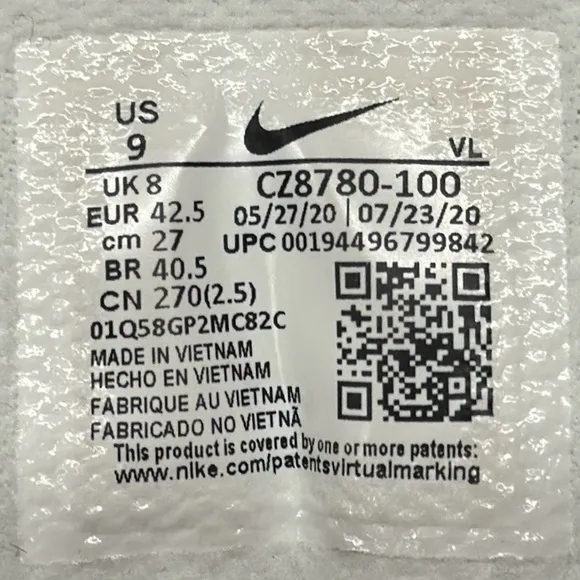 US
9
VL
UK 8
CZ8780-100
EUR 42.5
05/27/20 | 07/23/20
cm 27
UPC 00194496799842
BR 40.5
CN 270(2.5)
01Q58GP2MC82C
MADE IN VIETNAM
HECHO EN VIETNAM
FABRIQUE AU VIETNAM
FABRICADO NO VIETNÃ
This product is covered by one or more patents:
www.nike.com/patentsvirtualmarking